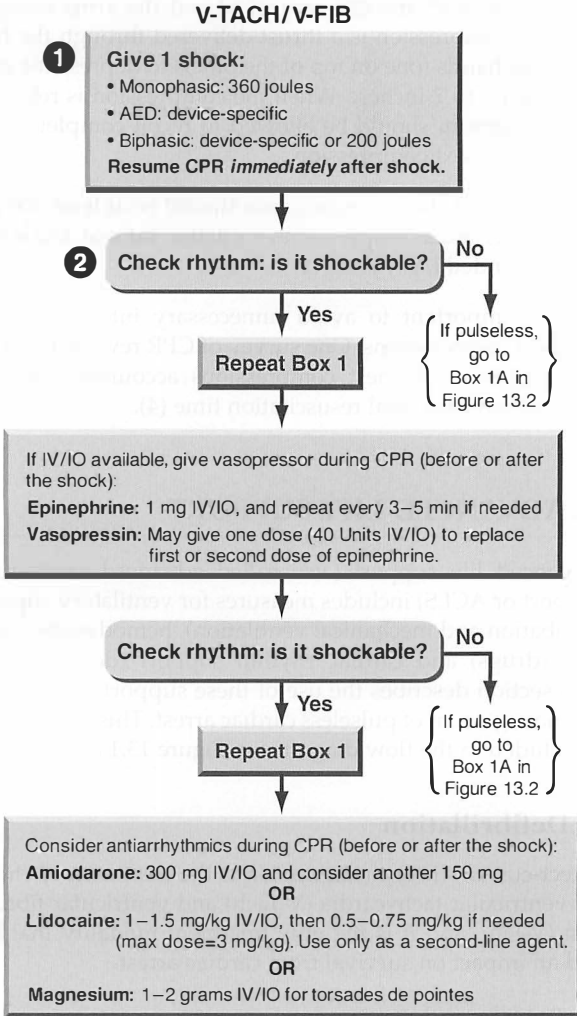 V-TACH/V-FIB
1
Give 1 shock:
• Monophasic: 360 joules
• AED: device-specific
• Biphasic: device-specific or 200 joules
Resume CPR immediately after shock.
2
Check rhythm: is it shockable?
No
Yes
If pulseless,
go to
Box 1A in
Figure 13.2
Repeat Box 1
If IV/IO available, give vasopressor during CPR (before or after
the shock):
Epinephrine: 1 mg IV/IO, and repeat every 3–5 min if needed
Vasopressin: May give one dose (40 Units IV/IO) to replace
first or second dose of epinephrine.
Check rhythm: is it shockable?
No
Yes
If pulseless,
go to
Box 1A in
Figure 13.2
Repeat Box 1
Consider antiarrhythmics during CPR (before or after the shock):
Amiodarone: 300 mg IV/IO and consider another 150 mg
OR
Lidocaine: 1–1.5 mg/kg IV/IO, then 0.5–0.75 mg/kg if needed
(max dose=3 mg/kg). Use only as a second-line agent.
OR
Magnesium: 1–2 grams IV/IO for torsades de pointes